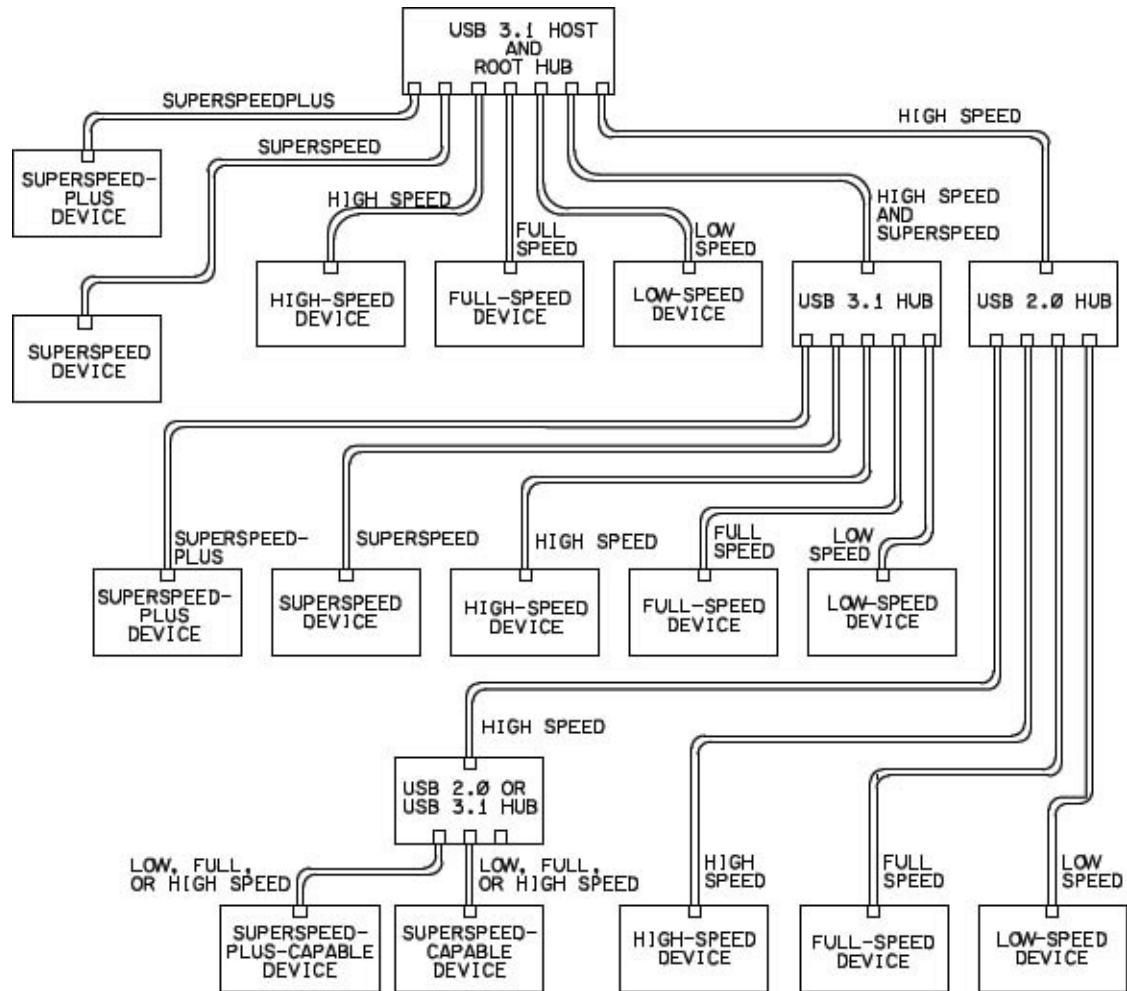 USB 3.1 HOST
AND
ROOT HUB
SUPERSPEEDPLUS
HIGH SPEED
SUPERSPEED
SUPERSPEED-
PLUS
DEVICE
HIGH SPEED
FULL
SPEED
LOW
SPEED
HIGH SPEED
AND
SUPERSPEED
HIGH-SPEED
DEVICE
FULL-SPEED
DEVICE
LOW-SPEED
DEVICE
USB 3.1 HUB
USB 2.0 HUB
SUPERSPEED
DEVICE
SUPERSPEED-
PLUS
SUPERSPEED
HIGH SPEED
FULL
SPEED
LOW
SPEED
SUPERSPEED-
PLUS
DEVICE
SUPERSPEED
DEVICE
HIGH-SPEED
DEVICE
FULL-SPEED
DEVICE
LOW-SPEED
DEVICE
HIGH SPEED
USB 2.0 OR
USB 3.1 HUB
LOW, FULL,
OR HIGH SPEED
LOW, FULL,
OR HIGH SPEED
HIGH
SPEED
FULL
SPEED
LOW
SPEED
SUPERSPEED-
PLUS-CAPABLE
DEVICE
SUPERSPEED-
CAPABLE
DEVICE
HIGH-SPEED
DEVICE
FULL-SPEED
DEVICE
LOW-SPEED
DEVICE